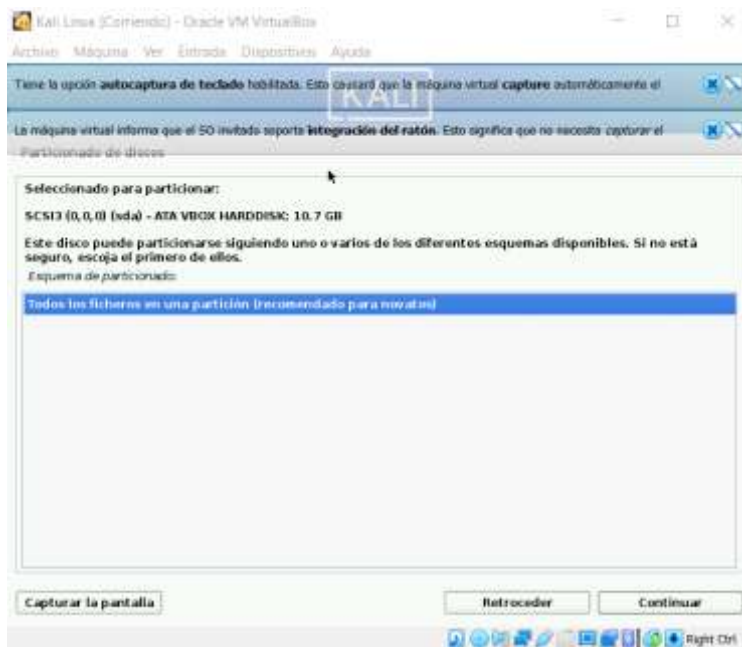 Kali Linux (Corriendo) - Oracle VM VirtualBox
Archivo Máquina Ver Entrada Dispositivos Ayuda
Tiene la opción autocaptura de teclado habilitada. Esto causará que la máquina virtual capture automáticamente el
KALI
La máquina virtual informa que el SO invitado soporta integración del ratón. Esto significa que no necesita capturar el
Particionado de discos
Seleccionado para particionar:
SCSI3 (0,0,0) (sda) - ATA VBOX HARDDISK: 10.7 GB
Este disco puede particionarse siguiendo uno o varios de los diferentes esquemas disponibles. Si no está
seguro, escoja el primero de ellos.
Esquema de particionado:
Todos los ficheros en una partición (recomendado para novatos)
Capturar la pantalla
Retroceder
Continuar
Right Ctrl